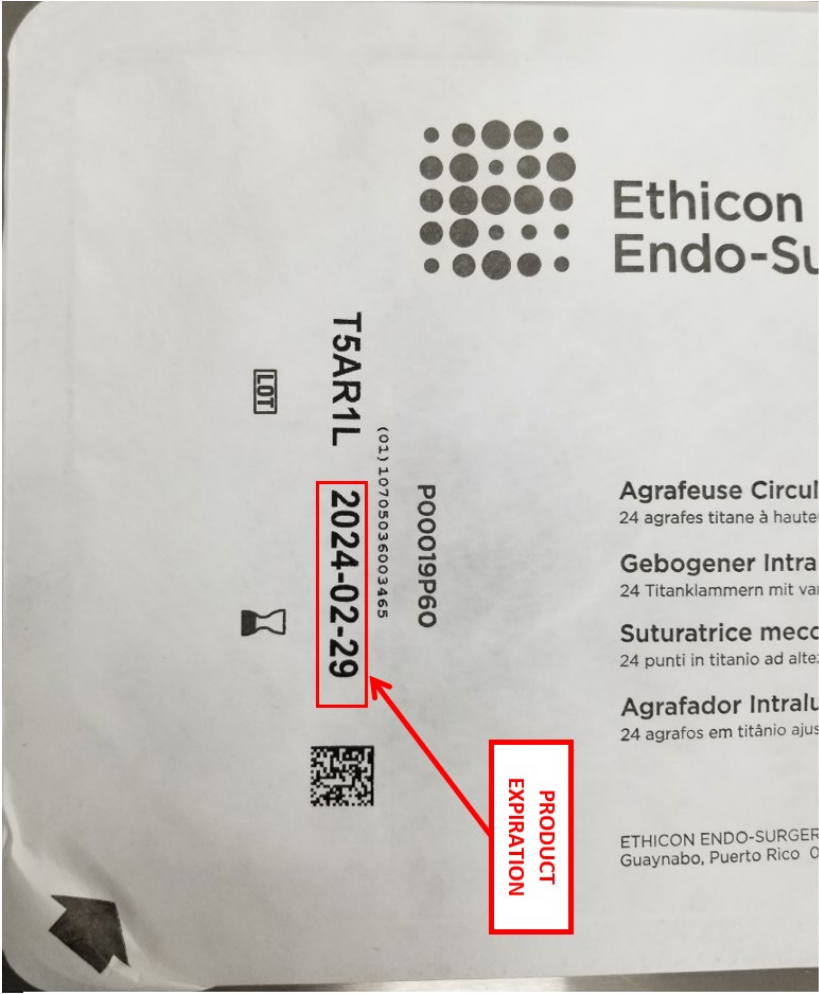 Ethicon
Endo-Su
LOT
T5AR1L 2024-02-29
(01) 10705036003465
P00019P60
Agrafeuse Circul
24 agrafes titane à haute
Gebogener Intra
24 Titanklammern mit va
Suturatrice mecc
24 punti in titanio ad alte
Agrafador Intralu
24 agrafos em titânio ajus
PRODUCT
EXPIRATION
ETHICON ENDO-SURGER
Guaynabo, Puerto Rico 0